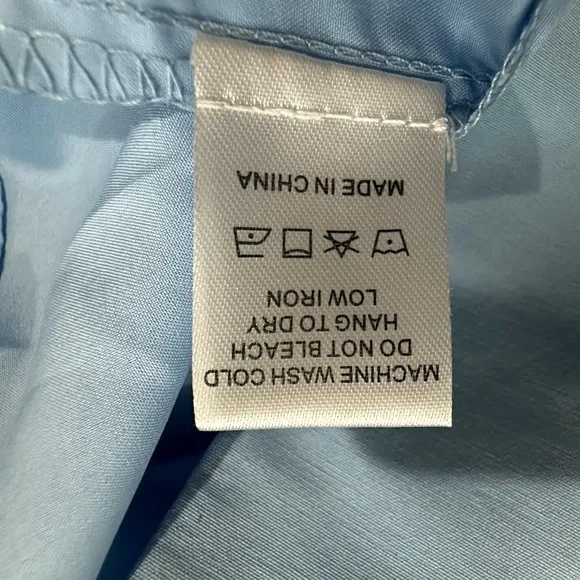 MACHINE WASH COLD
DO NOT BLEACH
HANG TO DRY
LOW IRON
MADE IN CHINA